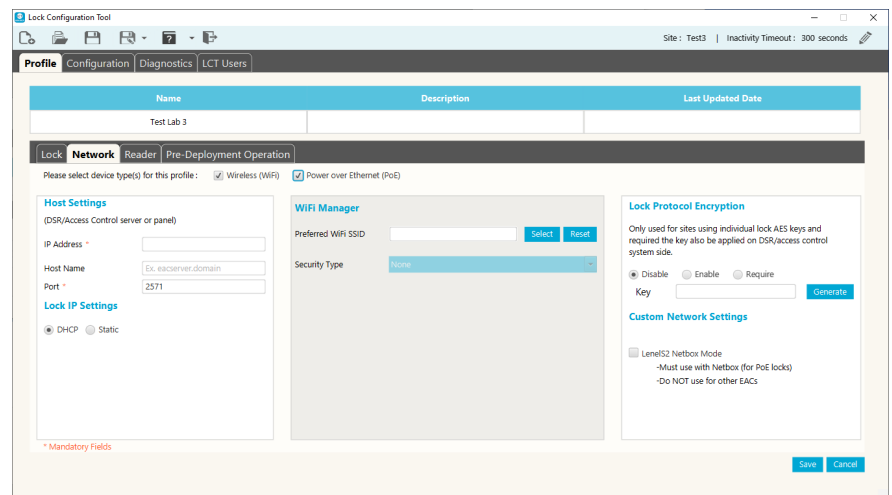 Lock Configuration Tool
Site : Test3 | Inactivity Timeout : 300 seconds
Profile Configuration Diagnostics LCT Users
Name Description Last Updated Date
Test Lab 3
Lock Network Reader Pre-Deployment Operation
Please select device type(s) for this profile : Wireless (WiFi) Power over Ethernet (PoE)
Host Settings
(DSR/Access Control server or panel)
IP Address *
Host Name Ex. eacserver.domain
Port * 2571
Lock IP Settings
DHCP Static
WiFi Manager
Preferred WiFi SSID Select Reset
Security Type None
Lock Protocol Encryption
Only used for sites using individual lock AES keys and
required the key also be applied on DSR/access control
system side.
Disable Enable Require
Key Generate
Custom Network Settings
LenelS2 Netbox Mode
-Must use with Netbox (for PoE locks)
-Do NOT use for other EACs
* Mandatory Fields
Save Cancel